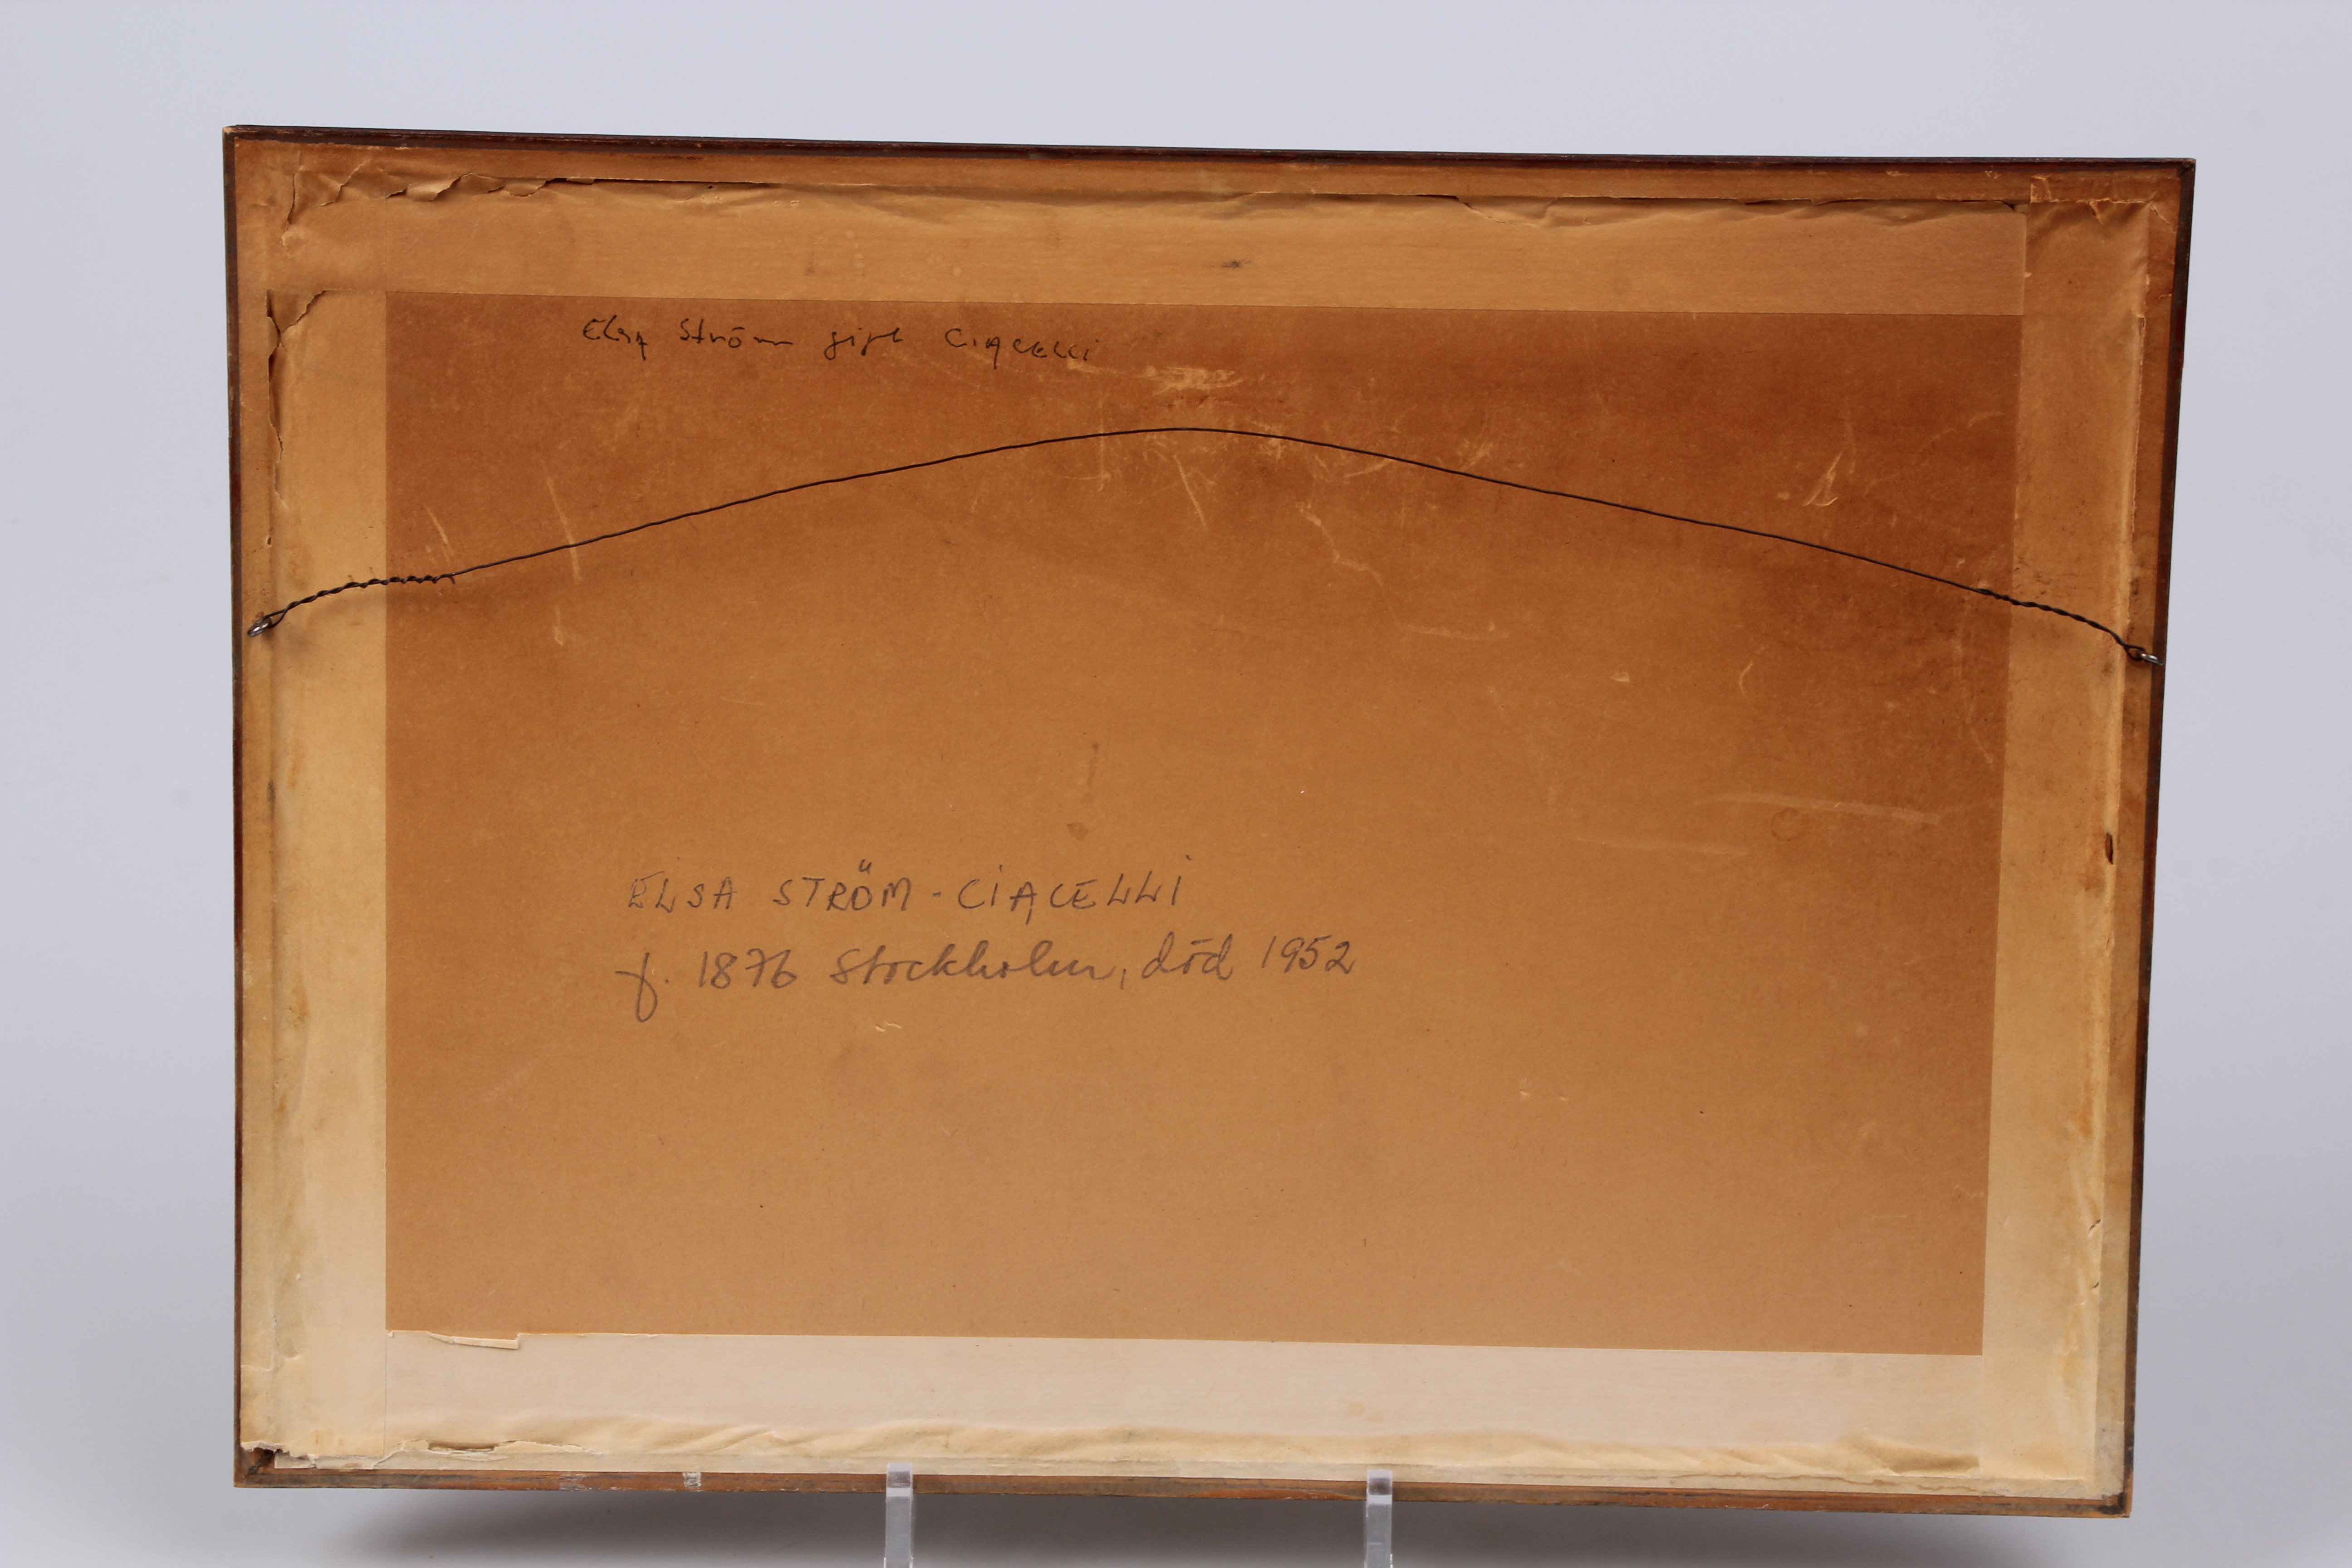 Elsa Ström gift Ciacelli
ELSA STRÖM - CIACELLI
f. 1876 Stockholm, död 1952